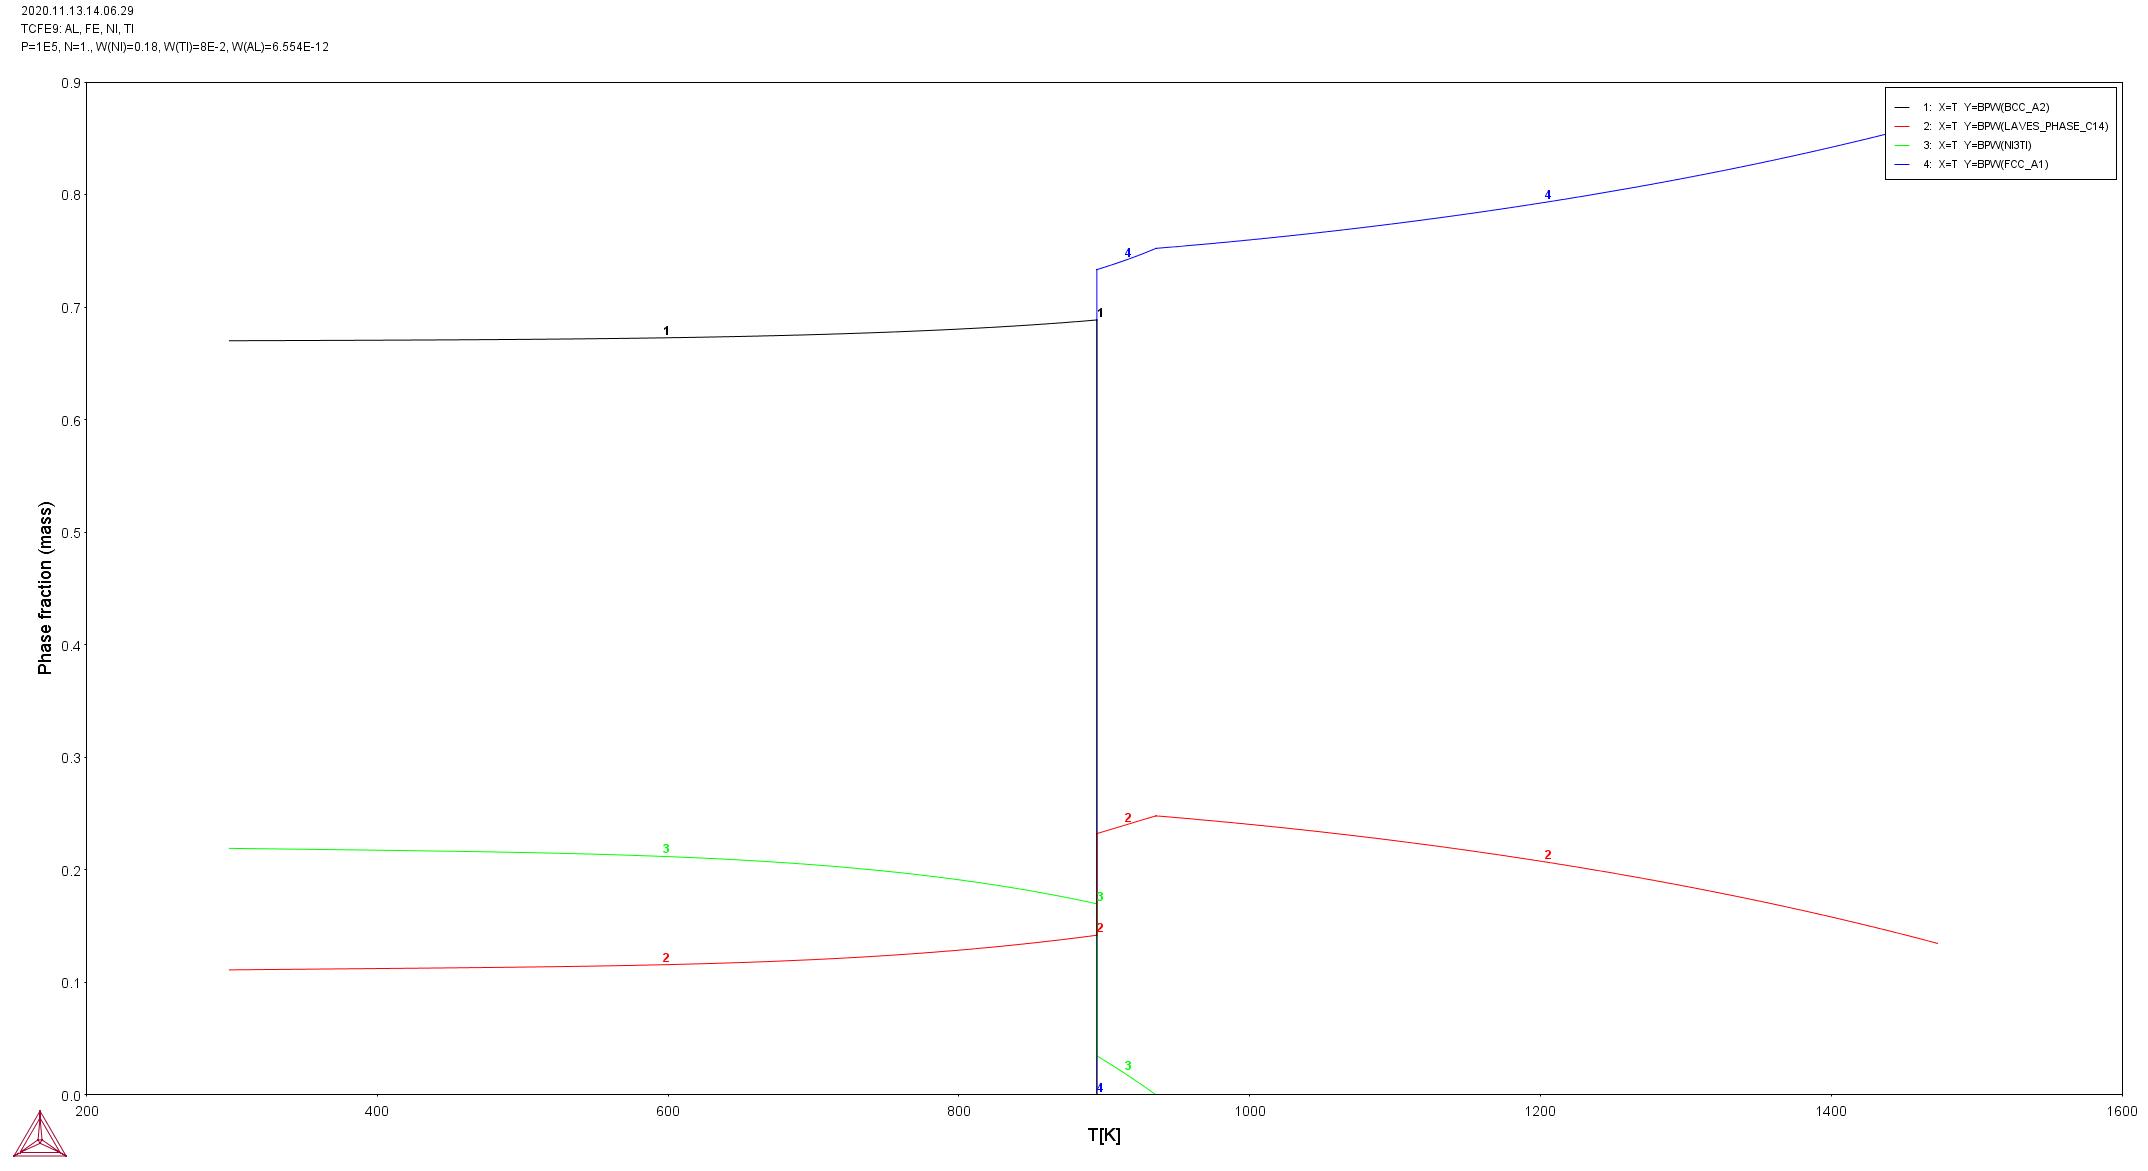 2020.11.13.14.06.29
TCFE9: AL, FE, NI, TI
P=1E5, N=1., W(NI)=0.18, W(TI)=8E-2, W(AL)=6.554E-12
0.9
1: X=T Y=BPW(BCC_A2)
2: X=T Y=BPW(LAVES_PHASE_C14)
3: X=T Y=BPW(NI3TI)
4: X=T Y=BPW(FCC_A1)
0.8
4
4
0.7
1
1
0.6
0.5
Phase fraction (mass)
0.4
0.3
2
3
2
0.2
3
2
2
0.1
3
4
0.0
200 400 600 800 1000 1200 1400 1600
T[K]